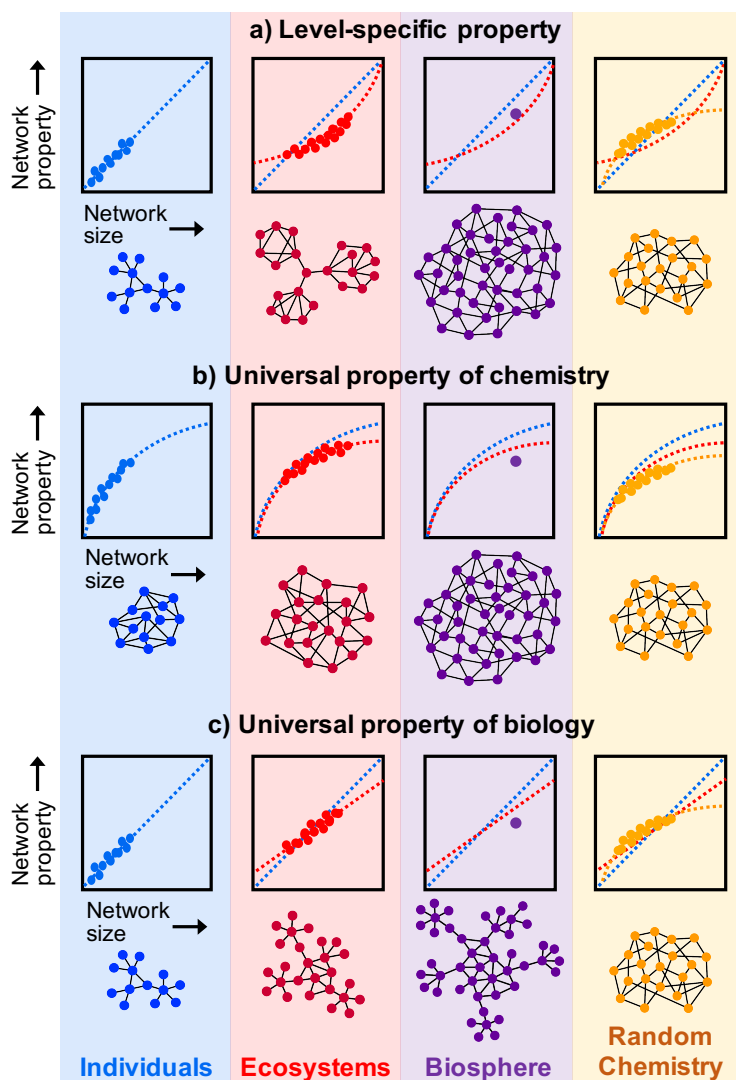 a) Level-specific property
Network
property
Network
size
b) Universal property of chemistry
Network
property
Network
size
c) Universal property of biology
Network
property
Network
size
Individuals
Ecosystems
Biosphere
Random
Chemistry